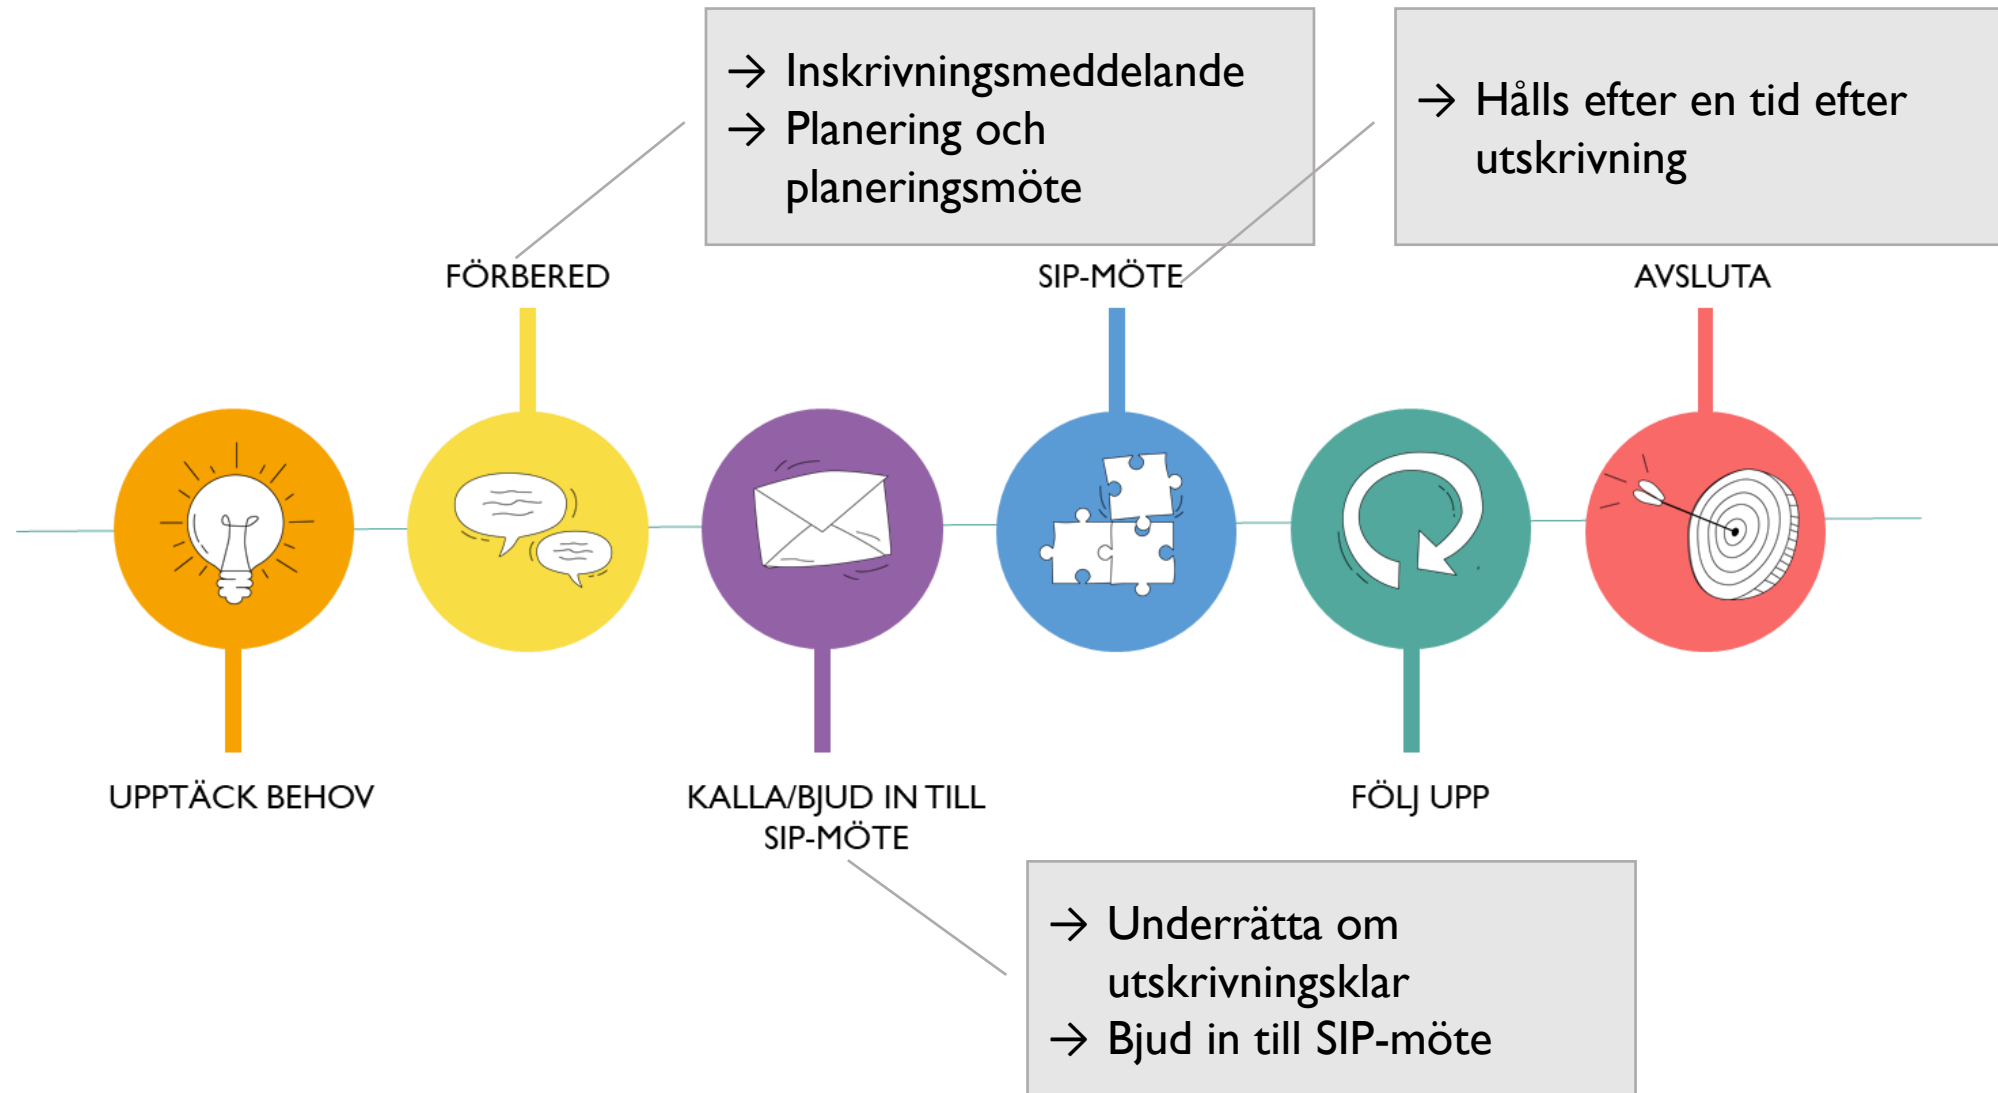 → Inskrivningsmeddelande
→ Planering och
planeringsmöte
→ Hålls efter en tid efter
utskrivning
FÖRBERED
SIP-MÖTE
AVSLUTA
UPPTÄCK BEHOV
KALLA/BJUD IN TILL
SIP-MÖTE
FÖLJ UPP
→ Underrätta om
utskrivningsklar
→ Bjud in till SIP-möte